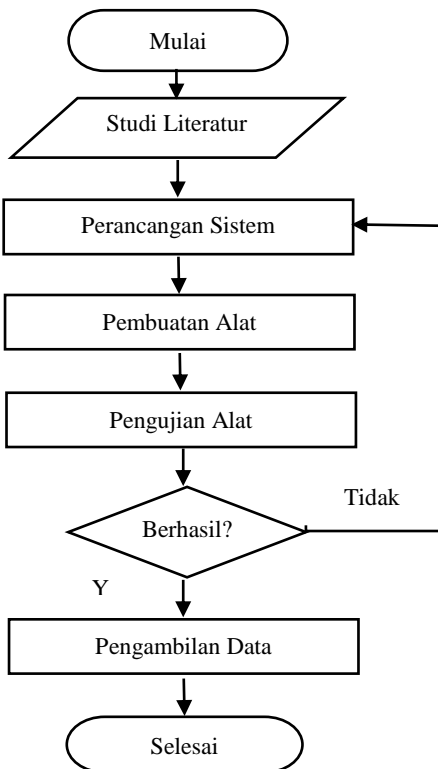 Mulai
Studi Literatur
Perancangan Sistem
Pembuatan Alat
Pengujian Alat
Tidak
Berhasil?
Y
Pengambilan Data
Selesai